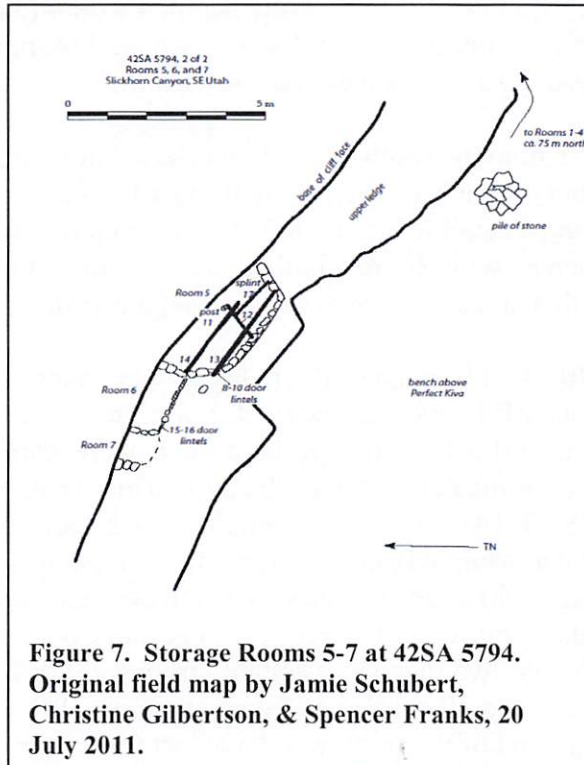 42SA 5794, 2 of 2
Rooms 5, 6, and 7
Slickhorn Canyon, SE Utah
0 5 m
to Rooms 1-4
ca. 75 m north
base of cliff face
upper ledge
pile of stone
splint
Room 5
12
post
11
12
14
13
8-10 door
lintels
Room 6
bench above
Perfect Kiva
15-16 door
lintels
Room 7
TN
Figure 7. Storage Rooms 5-7 at 42SA 5794.
Original field map by Jamie Schubert,
Christine Gilbertson, & Spencer Franks, 20
July 2011.